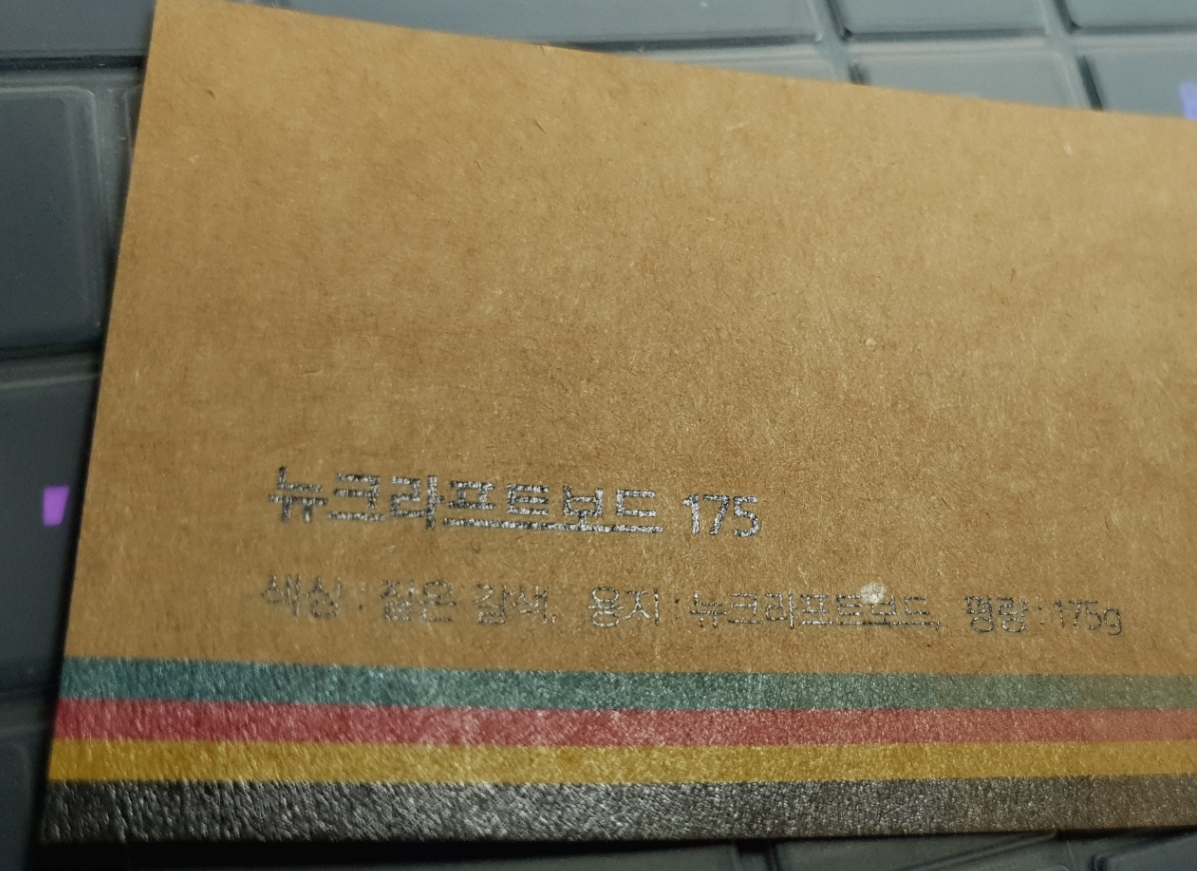 뉴크라프트보드 175
색상 : 짙은 갈색, 용지 : 뉴크라프트보드, 평량 : 175g